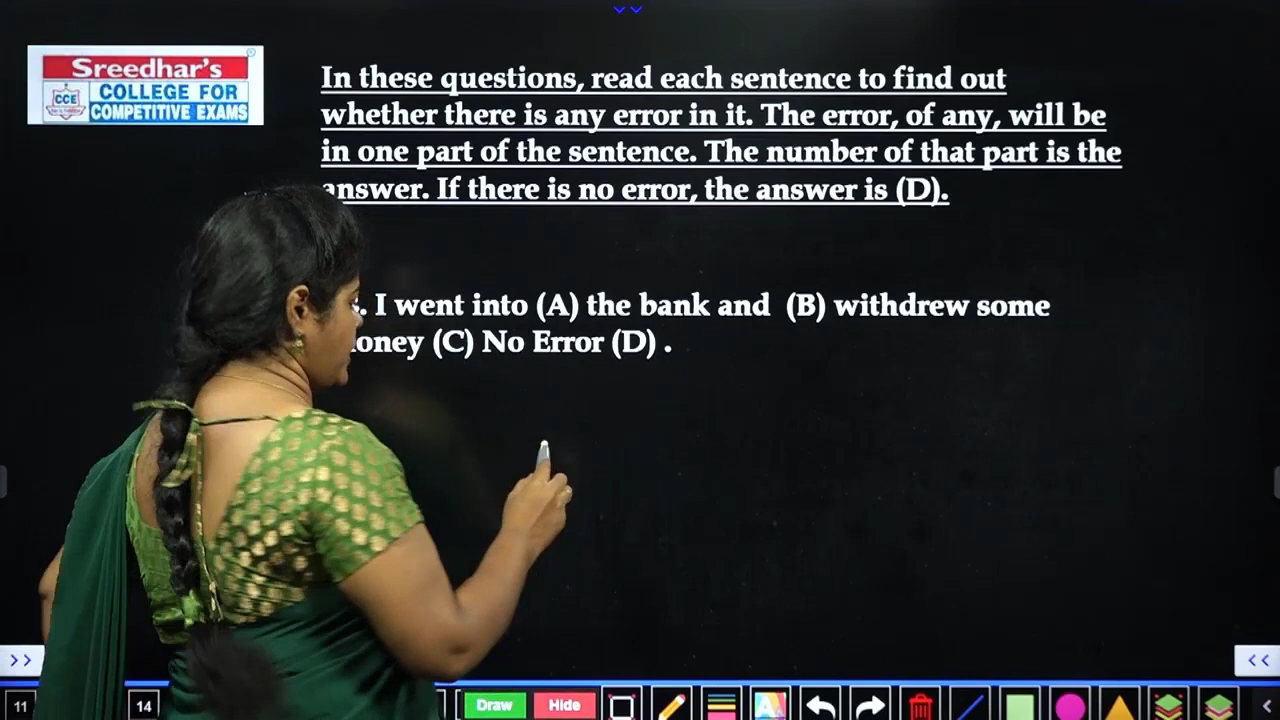 Sreedhar's
CCE
COLLEGE FOR
COMPETITIVE EXAMS
In these questions, read each sentence to find out
whether there is any error in it. The error, of any, will be
in one part of the sentence. The number of that part is the
answer. If there is no error, the answer is (D).
. I went into (A) the bank and (B) withdrew some
oney (C) No Error (D) .
>>
<<
11
14
Draw
Hide
A
<